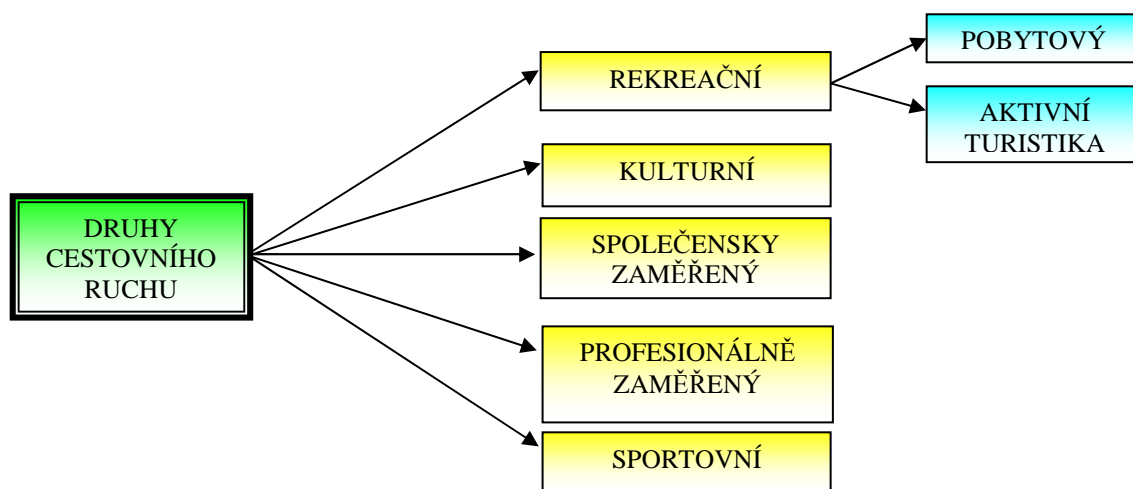 DRUHY
CESTOVNÍHO
RUCHU
REKREAČNÍ
POBYTOVÝ
AKTIVNÍ
TURISTIKA
KULTURNÍ
SPOLEČENSKY
ZAMĚŘENÝ
PROFESIONÁLNĚ
ZAMĚŘENÝ
SPORTOVNÍ